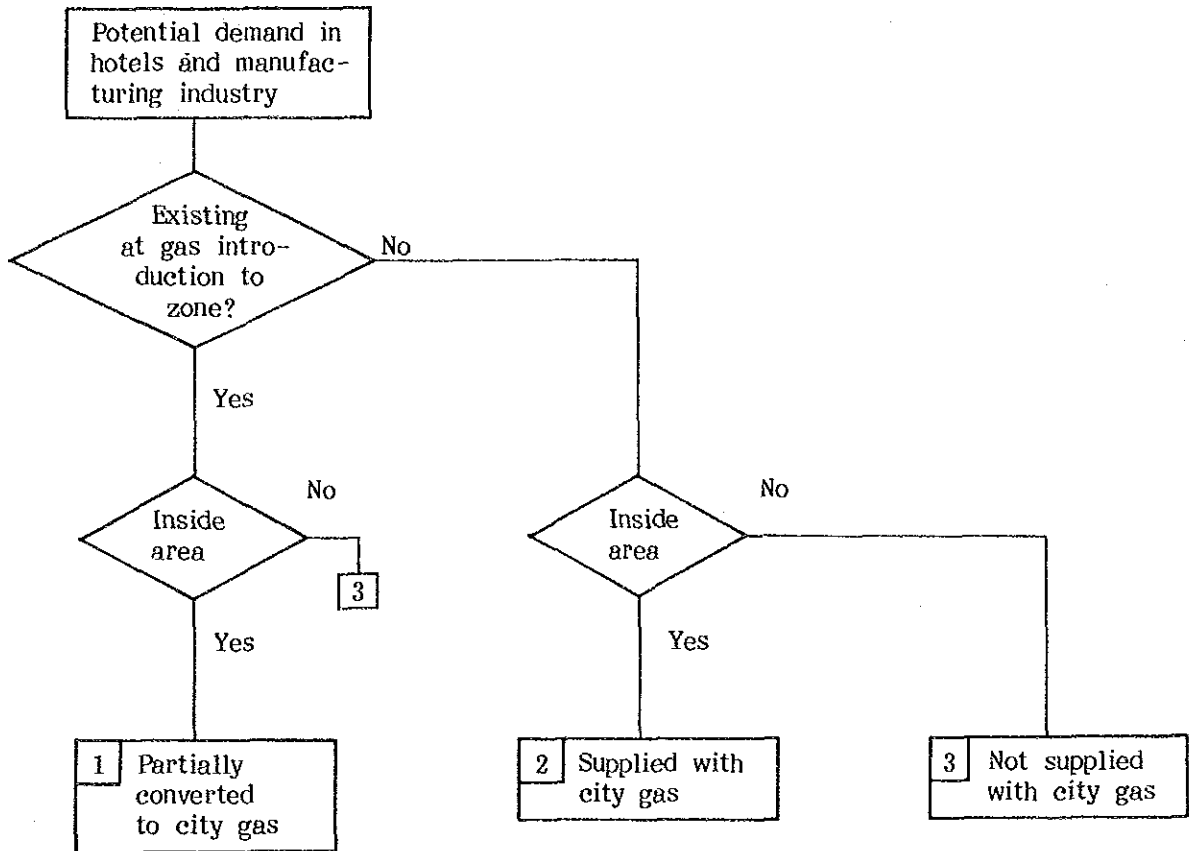 Potential demand in
hotels and manufac-
turing industry
Existing
at gas intro-
duction to
zone?
No
Yes
Inside
area
No
3
Yes
Inside
area
No
Yes
1 Partially
converted
to city gas
2 Supplied with
city gas
3 Not supplied
with city gas